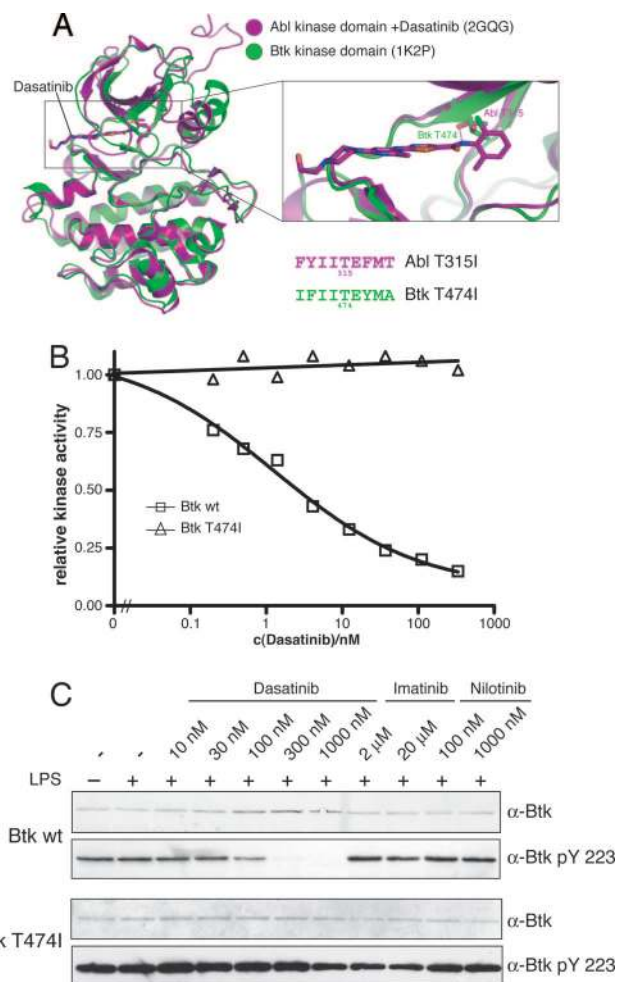 A
Abl kinase domain +Dasatinib (2GQG)
Btk kinase domain (1K2P)
Dasatinib
Abl T315
Btk T474
FYIITEFMT Abl T315I
315
IFIITEYMA Btk T474I
474
B
relative kinase activity
1.00
0.75
0.50
0.25
0.00
Btk wt
Btk T474I
0 // 0.1 1 10 100 1000
c(Dasatinib)/nM
C
Dasatinib Imatinib Nilotinib
- - 10 nM 30 nM 100 nM 300 nM 1000 nM 2 µM 20 µM 100 nM 1000 nM
LPS − + + + + + + + + + +
Btk wt
α-Btk
α-Btk pY 223
k T474I
α-Btk
α-Btk pY 223